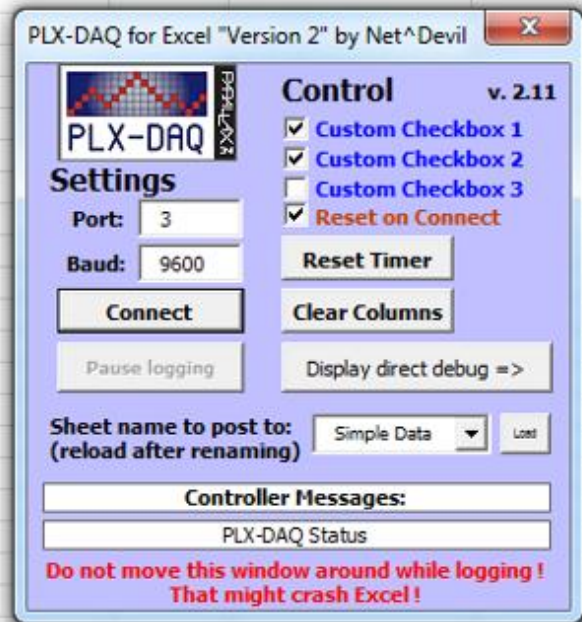 PLX-DAQ for Excel "Version 2" by Net^Devil
PLX-DAQ
PARALLAX
Control v. 2.11
Custom Checkbox 1
Custom Checkbox 2
Custom Checkbox 3
Reset on Connect
Settings
Port: 3
Baud: 9600
Reset Timer
Connect
Clear Columns
Pause logging
Display direct debug =>
Sheet name to post to:
(reload after renaming)
Simple Data
Load
Controller Messages:
PLX-DAQ Status
Do not move this window around while logging !
That might crash Excel !